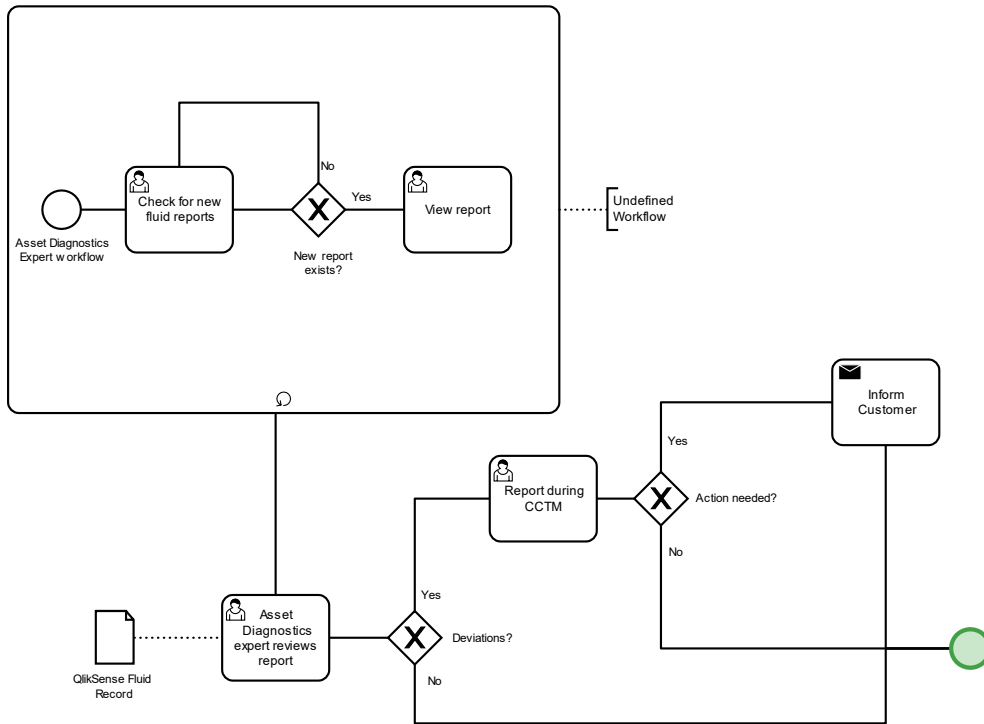 No
Check for new
fluid reports
Yes
View report
Undefined
Workflow
Asset Diagnostics
Expert workflow
New report
exists?
Inform
Customer
Yes
Report during
CCTM
Action needed?
No
Yes
Asset
Diagnostics
expert reviews
report
Deviations?
QlikSense Fluid
Record
No